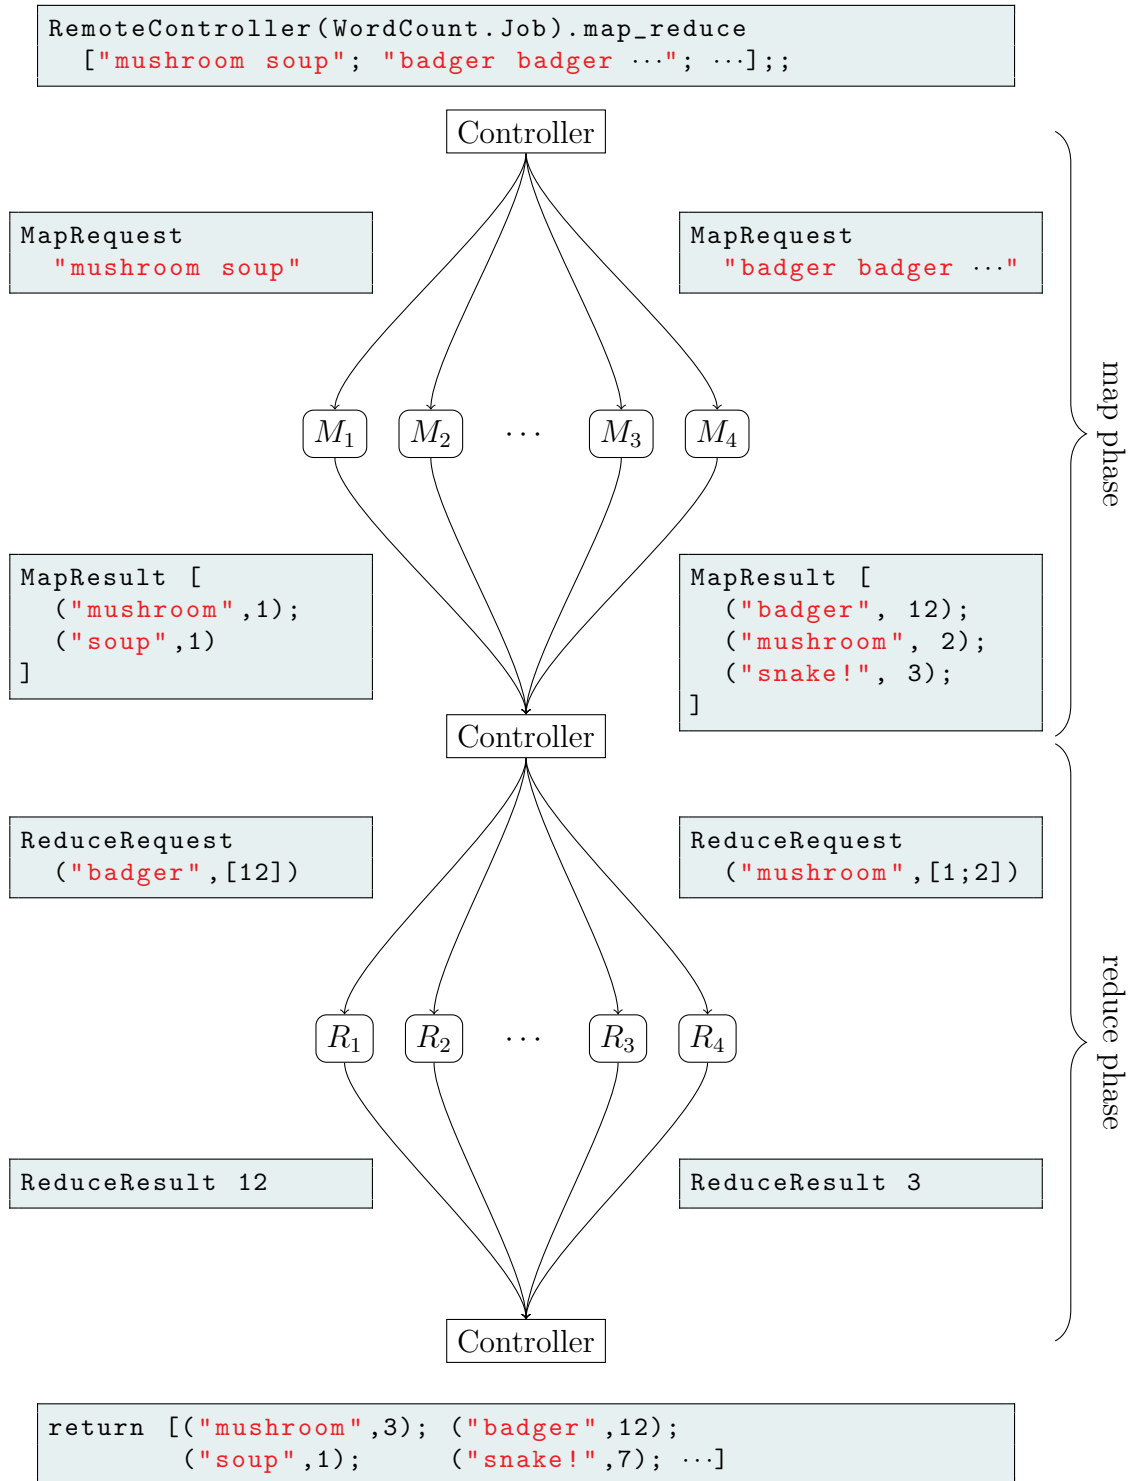 RemoteController(WordCount.Job).map_reduce
["mushroom soup"; "badger badger ⋯"; ⋯];;
Controller
MapRequest
"mushroom soup"
MapRequest
"badger badger ⋯"
M1
M2
⋯
M3
M4
map phase
MapResult [
("mushroom",1);
("soup",1)
]
MapResult [
("badger", 12);
("mushroom", 2);
("snake!", 3);
]
Controller
ReduceRequest
("badger",[12])
ReduceRequest
("mushroom",[1;2])
R1
R2
⋯
R3
R4
reduce phase
ReduceResult 12
ReduceResult 3
Controller
return [("mushroom",3); ("badger",12);
("soup",1); ("snake!",7); ⋯]